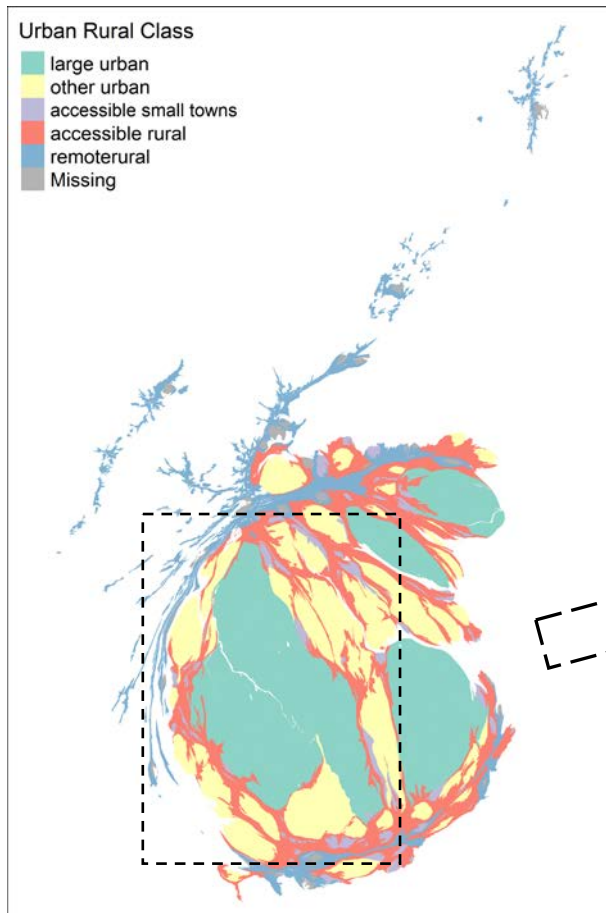 Urban Rural Class
large urban
other urban
accessible small towns
accessible rural
remoterural
Missing